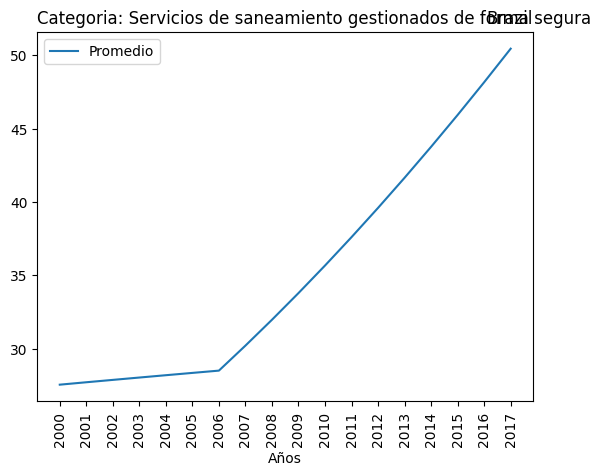 Categoria: Servicios de saneamiento gestionados de forma segura
Brazil
Promedio
50
45
40
35
30
2000 2001 2002 2003 2004 2005 2006 2007 2008 2009 2010 2011 2012 2013 2014 2015 2016 2017
Años